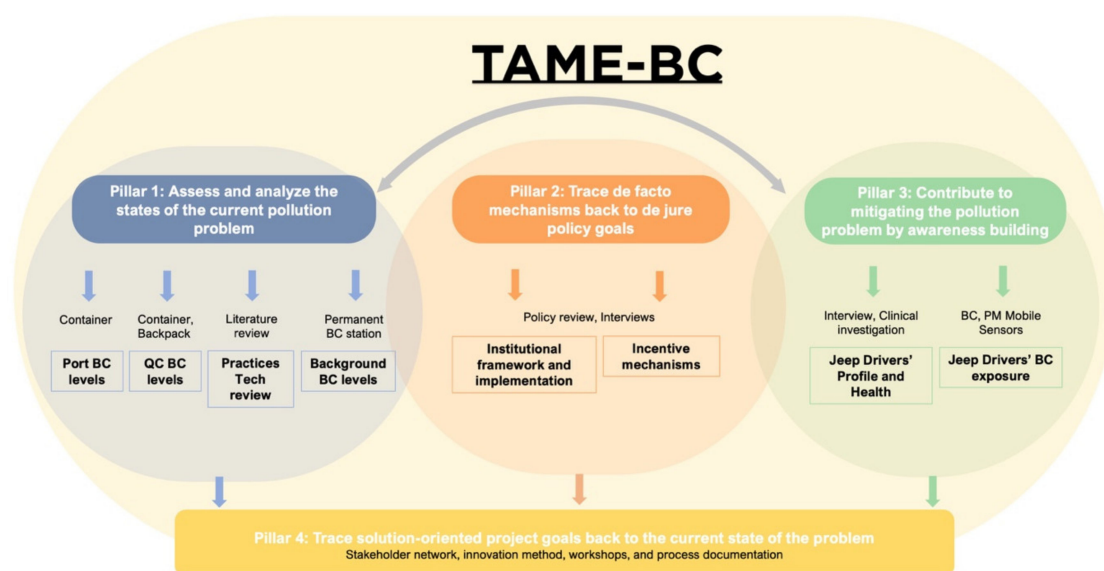 TAME-BC
Pillar 1: Assess and analyze the
states of the current pollution
problem
Pillar 2: Trace de facto
mechanisms back to de jure
policy goals
Pillar 3: Contribute to
mitigating the pollution
problem by awareness building
Container
Container,
Backpack
Literature
review
Permanent
BC station
Policy review, Interviews
Interview, Clinical
investigation
BC, PM Mobile
Sensors
Port BC
levels
QC BC
levels
Practices
Tech
review
Background
BC levels
Institutional
framework and
implementation
Incentive
mechanisms
Jeep Drivers'
Profile and
Health
Jeep Drivers' BC
exposure
Pillar 4: Trace solution-oriented project goals back to the current state of the problem
Stakeholder network, innovation method, workshops, and process documentation